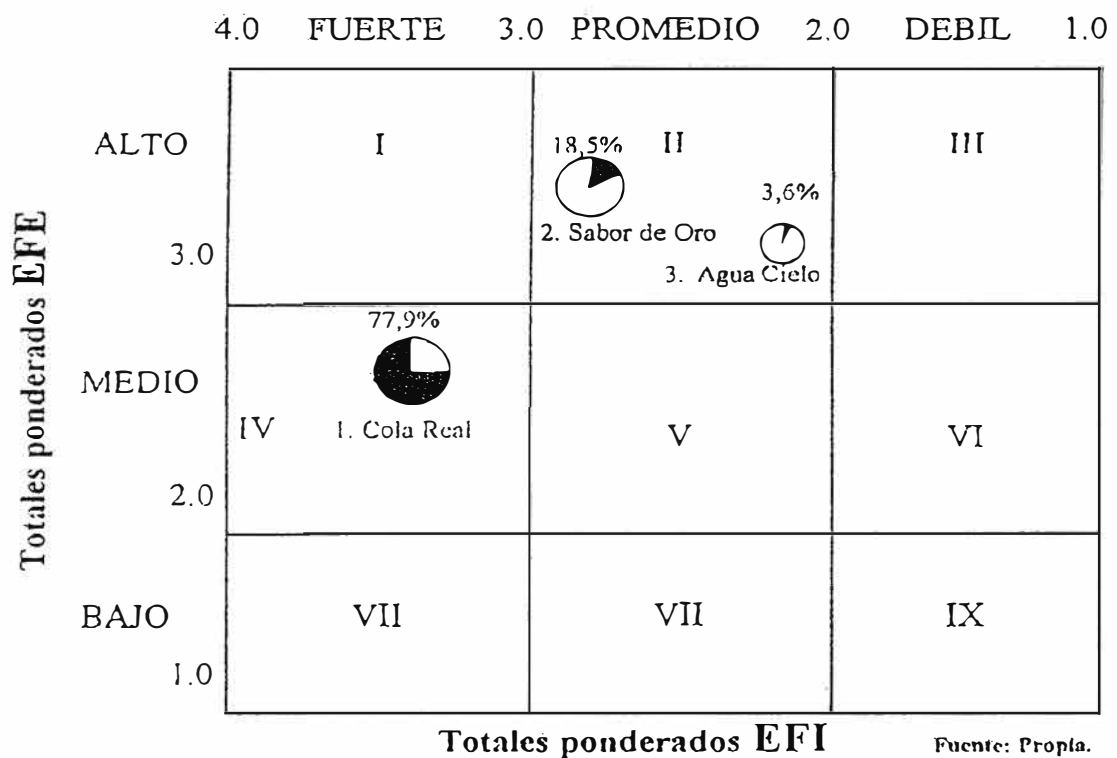 4.0 FUERTE 3.0 PROMEDIO 2.0 DEBIL 1.0
ALTO I II III
18,5%
3,6%
2. Sabor de Oro
3.0
3. Agua Cielo
77,9%
MEDIO
IV 1. Cola Real V VI
2.0
BAJO VII VII IX
1.0
Totales ponderados EFE
Totales ponderados EFI
Fuente: Propia.